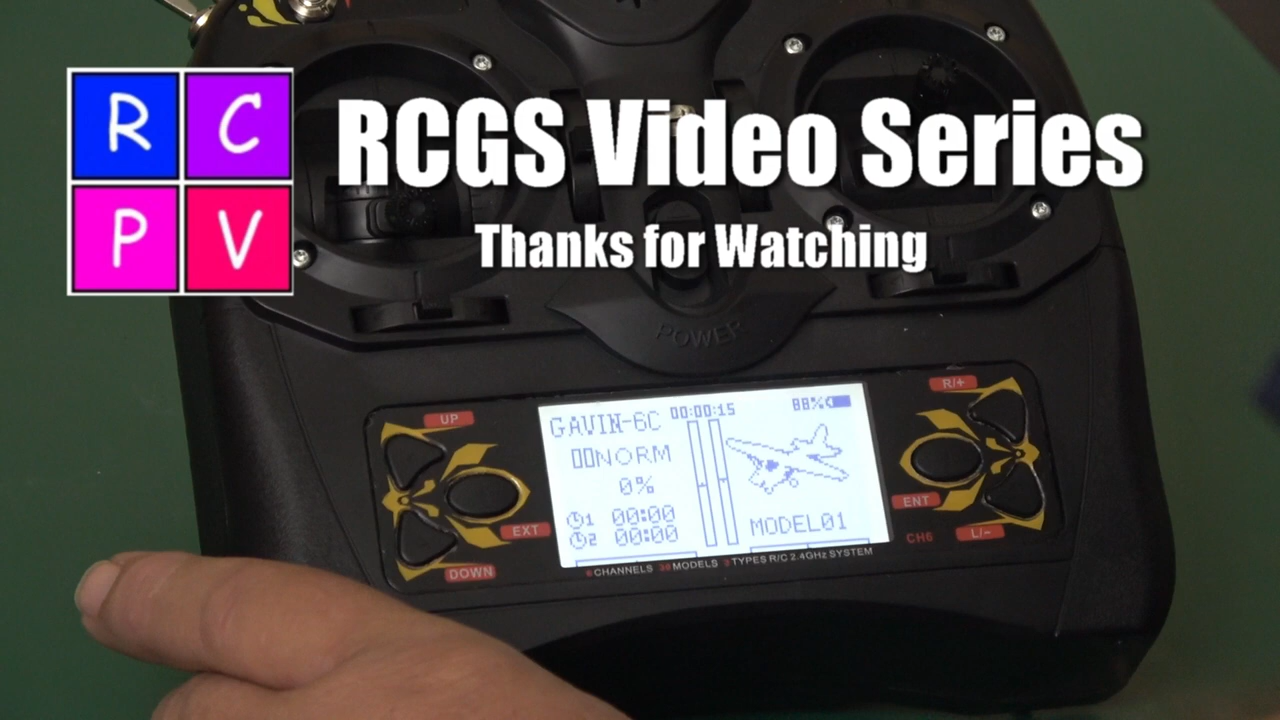 R C
P V
RCGS Video Series
Thanks for Watching
POWER
UP
EXT
DOWN
GAVIN-6C 00:00:15 88%
NORM
0%
1 00:00
2 00:00
MODEL01
R/+
ENT
CH6
L/-
6 CHANNELS 30 MODELS 3 TYPES R/C 2.4GHz SYSTEM